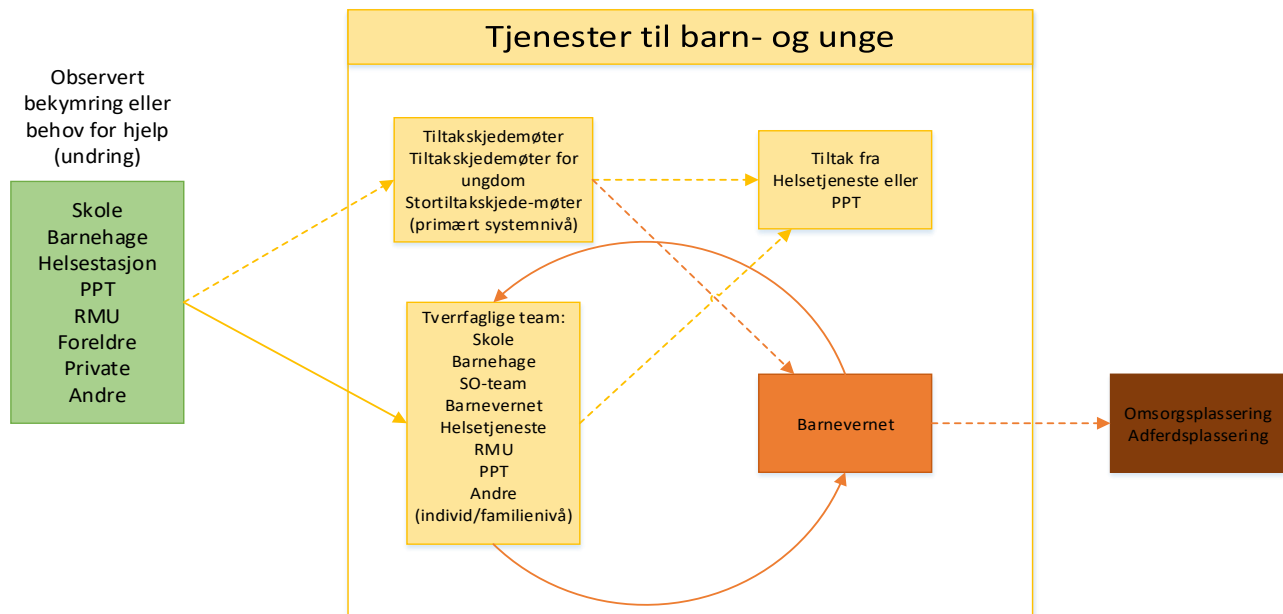 Tjenester til barn- og unge
Observert
bekymring eller
behov for hjelp
(undring)
Skole
Barnehage
Helsestasjon
PPT
RMU
Foreldre
Private
Andre
Tiltakskjedemøter
Tiltakskjedemøter for
ungdom
Stortiltakskjede-møter
(primært systemnivå)
Tiltak fra
Helsetjeneste eller
PPT
Tverrfaglige team:
Skole
Barnehage
SO-team
Barnevernet
Helsetjeneste
RMU
PPT
Andre
(individ/familienivå)
Barnevernet
Omsorgsplassering
Adferdsplassering